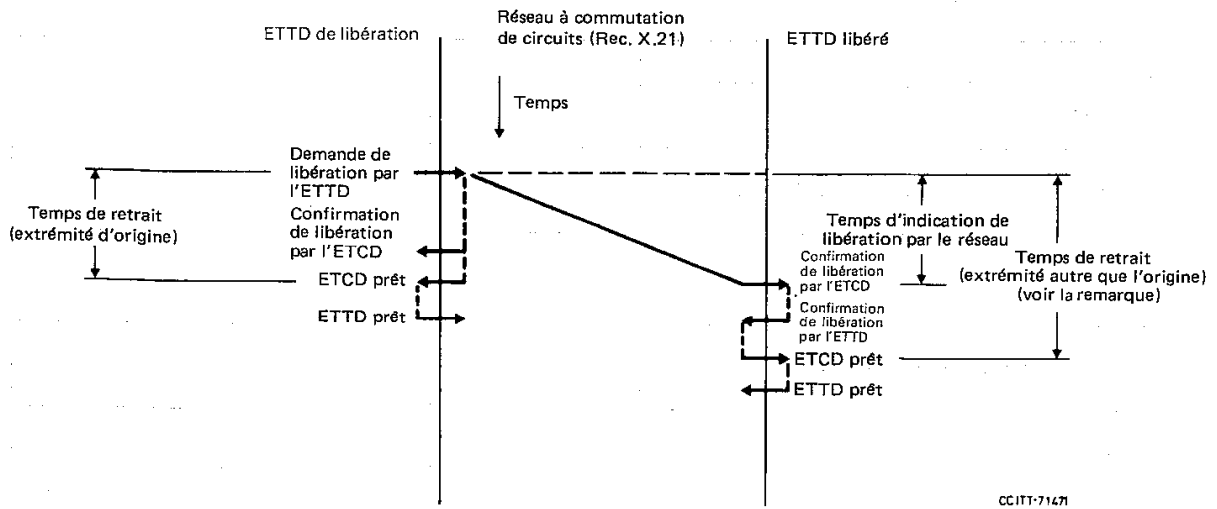 Réseau à commutation
de circuits (Rec. X.21)
ETTD de libération
ETTD libéré
Temps
Demande de
libération par
l'ETTD
Temps de retrait
(extrémité d'origine)
Confirmation
de libération
par l'ETCD
ETCD prêt
ETTD prêt
Temps d'indication de
libération par le réseau
Confirmation
de libération
par l'ETCD
Temps de retrait
(extrémité autre que l'origine)
(voir la remarque)
Confirmation
de libération
par l'ETTD
ETCD prêt
ETTD prêt
CCITT-71471